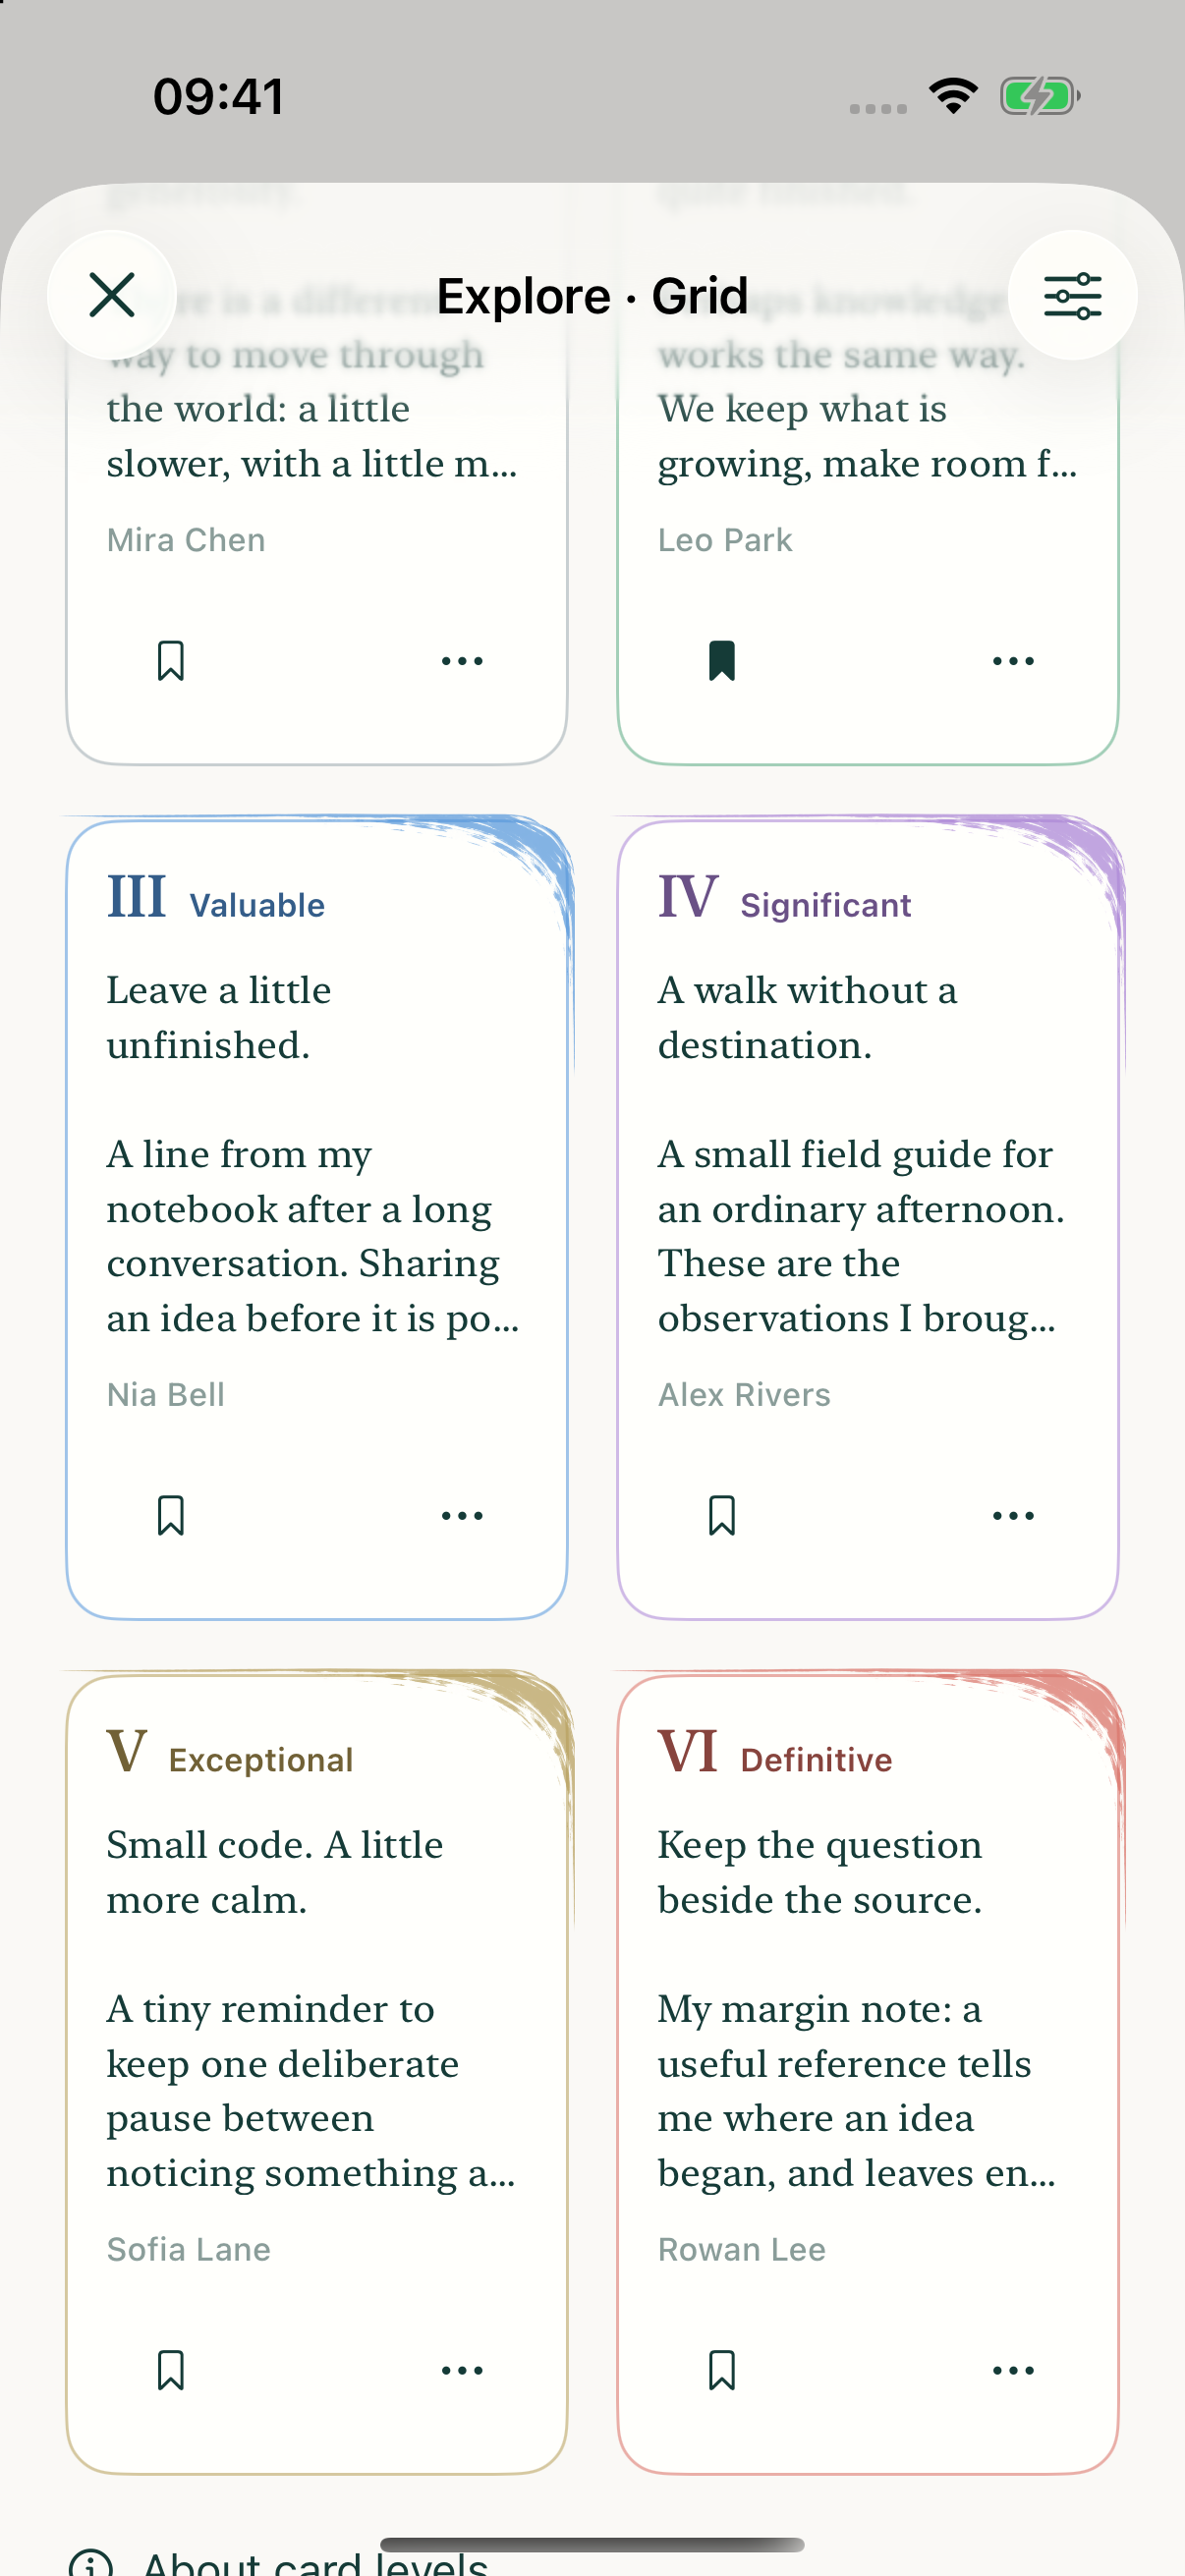 09:41
Explore · Grid
generosity.
way to move through
the world: a little
slower, with a little m...
Mira Chen
quite finished.
works the same way.
We keep what is
growing, make room f...
Leo Park
III Valuable
Leave a little
unfinished.
A line from my
notebook after a long
conversation. Sharing
an idea before it is po...
Nia Bell
IV Significant
A walk without a
destination.
A small field guide for
an ordinary afternoon.
These are the
observations I broug...
Alex Rivers
V Exceptional
Small code. A little
more calm.
A tiny reminder to
keep one deliberate
pause between
noticing something a...
Sofia Lane
VI Definitive
Keep the question
beside the source.
My margin note: a
useful reference tells
me where an idea
began, and leaves en...
Rowan Lee
About card levels